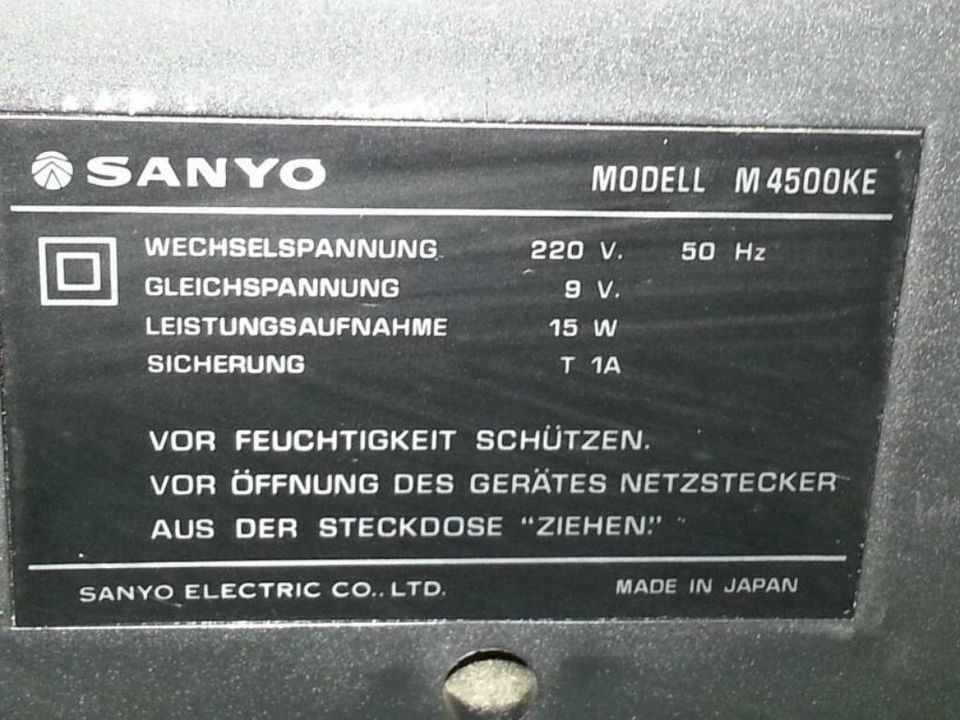 SANYO MODELL M4500KE
WECHSELSPANNUNG 220 V. 50 Hz
GLEICHSPANNUNG 9 V.
LEISTUNGSAUFNAHME 15 W
SICHERUNG T 1A
VOR FEUCHTIGKEIT SCHÜTZEN.
VOR ÖFFNUNG DES GERÄTES NETZSTECKER
AUS DER STECKDOSE "ZIEHEN."
SANYO ELECTRIC CO., LTD. MADE IN JAPAN